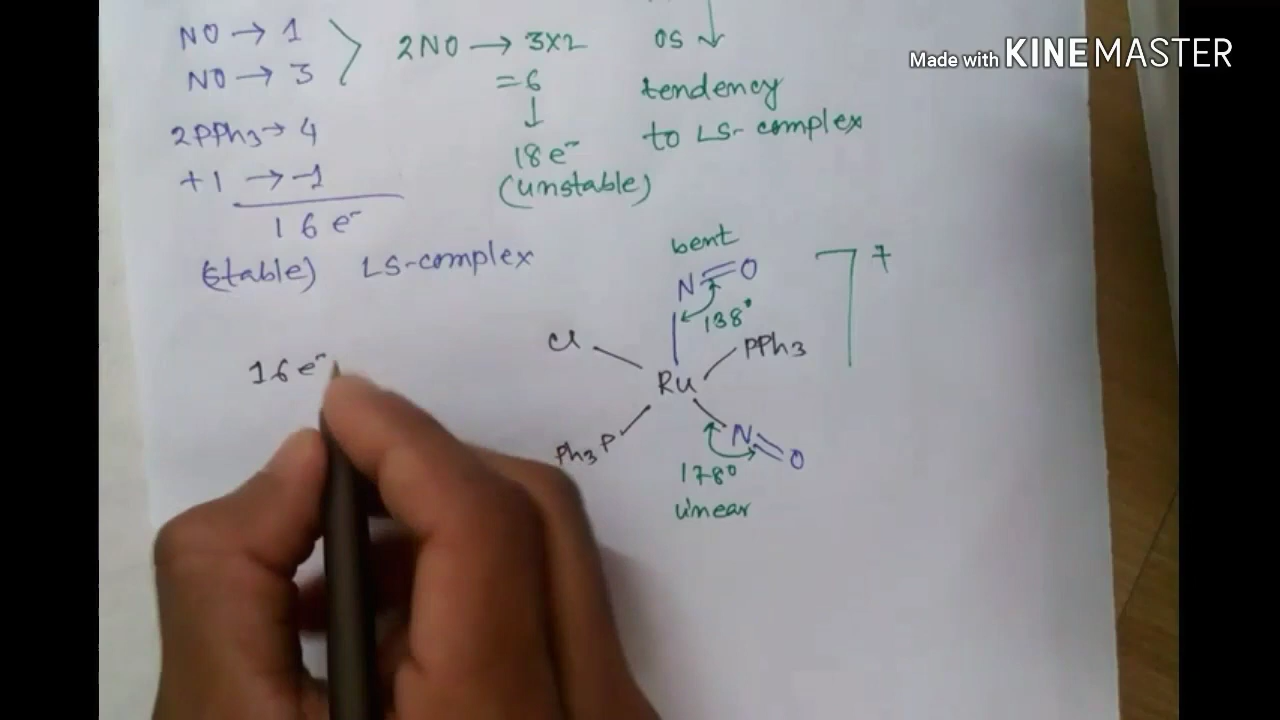 NO → 1
NO → 3
2PPh3 → 4
+1 → -1
16 e⁻
(stable) LS-complex
2NO → 3x2
= 6
↓
18 e⁻
(unstable)
OS ↓
tendency
to LS- complex
Made with KINEMASTER
bent
N=O
138°
7+
Cl
PPh3
Ru
Ph3P
N=O
178°
linear
16 e⁻